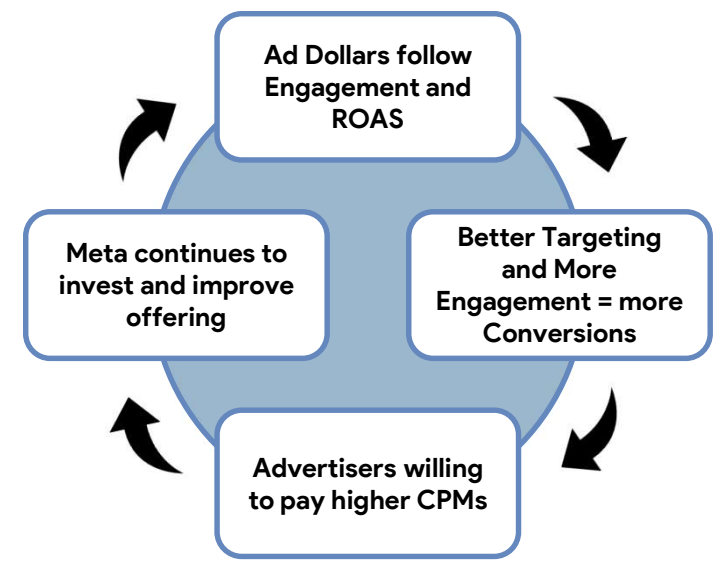 Ad Dollars follow
Engagement and
ROAS
Better Targeting
and More
Engagement = more
Conversions
Advertisers willing
to pay higher CPMs
Meta continues to
invest and improve
offering